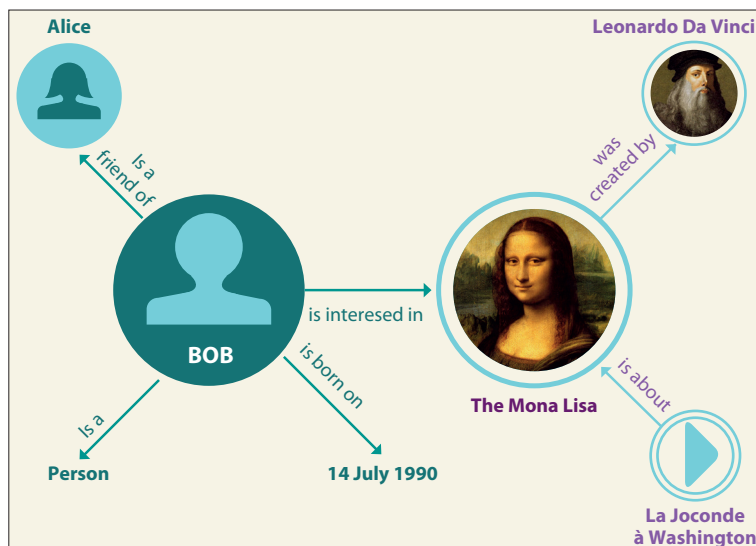 Alice
Leonardo Da Vinci
Is a
friend of
was
created by
is interesed in
BOB
is born on
Is a
is about
The Mona Lisa
Person
14 July 1990
La Joconde
à Washington